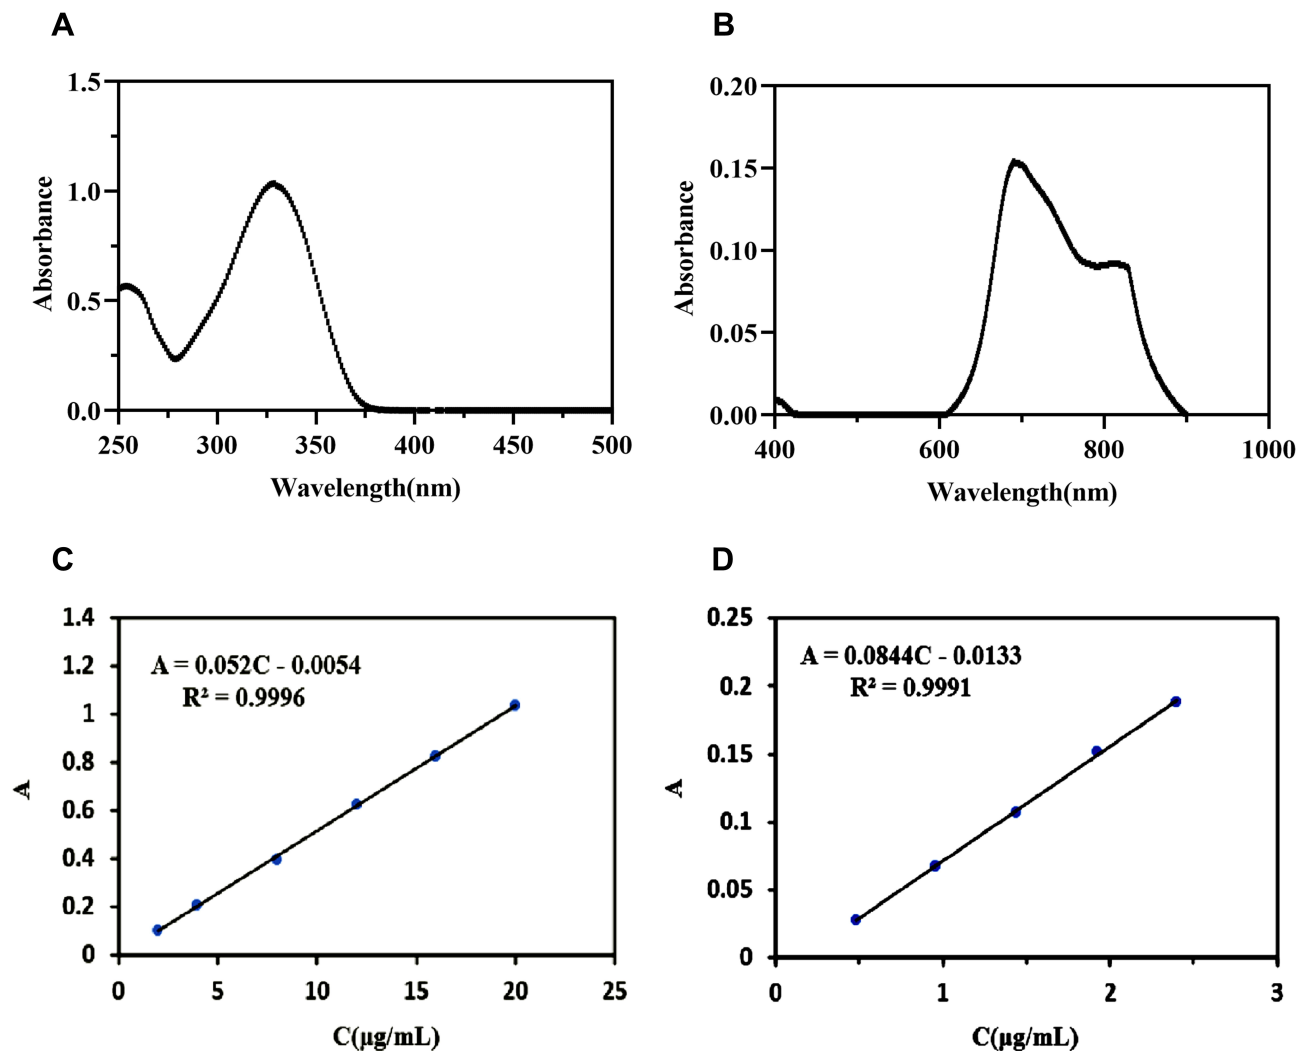 A
B
1.5
1.0
0.5
0.0
Absorbance
250 300 350 400 450 500
Wavelength(nm)
0.20
0.15
0.10
0.05
0.00
Absorbance
400 600 800 1000
Wavelength(nm)
C
D
1.4
1.2
1
0.8
0.6
0.4
0.2
0
A
A = 0.052C - 0.0054
R² = 0.9996
0 5 10 15 20 25
C(µg/mL)
0.25
0.2
0.15
0.1
0.05
0
A
A = 0.0844C - 0.0133
R² = 0.9991
0 1 2 3
C(µg/mL)